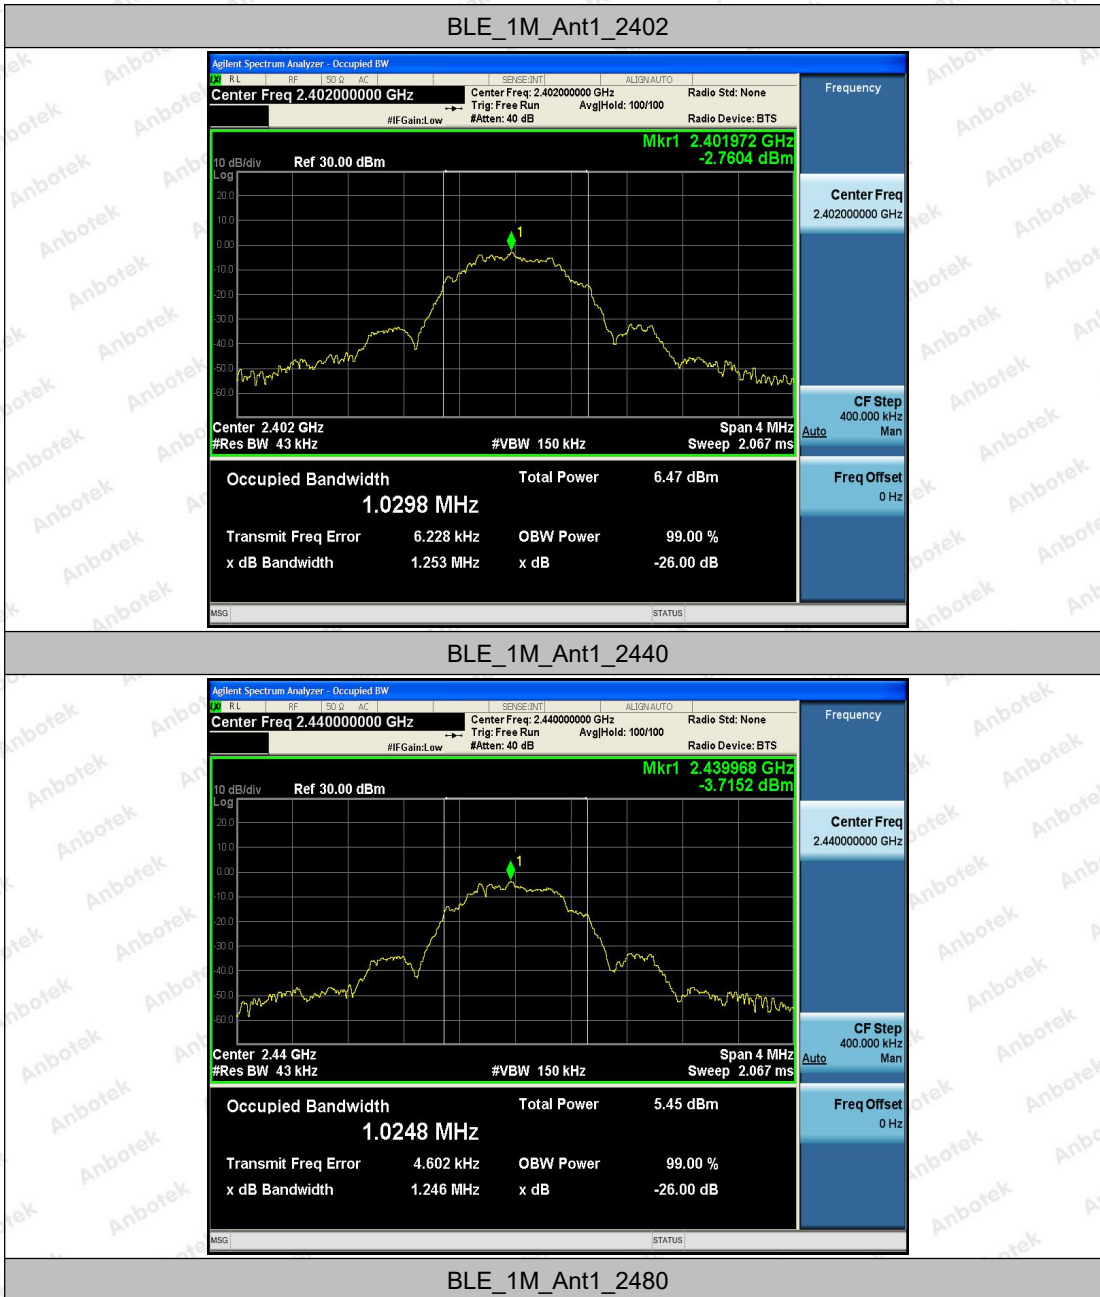 BLE_1M_Ant1_2402
Agilent Spectrum Analyzer - Occupied BW
LXI RL RF 50 Ω AC SENSE:INT ALIGNAUTO
Center Freq 2.402000000 GHz
Center Freq: 2.402000000 GHz Radio Std: None
Trig: Free Run Avg|Hold: 100/100
#IFGain:Low #Atten: 40 dB Radio Device: BTS
Mkr1 2.401972 GHz
-2.7604 dBm
10 dB/div Ref 30.00 dBm
Log
20.0
10.0
1
0.00
-10.0
-20.0
-30.0
-40.0
-50.0
-60.0
Center 2.402 GHz Span 4 MHz
#Res BW 43 kHz #VBW 150 kHz Sweep 2.067 ms
Occupied Bandwidth Total Power 6.47 dBm
1.0298 MHz
Transmit Freq Error 6.228 kHz OBW Power 99.00 %
x dB Bandwidth 1.253 MHz x dB -26.00 dB
MSG STATUS
Frequency
Center Freq
2.402000000 GHz
CF Step
400.000 kHz
Auto Man
Freq Offset
0 Hz
BLE_1M_Ant1_2440
Agilent Spectrum Analyzer - Occupied BW
LXI RL RF 50 Ω AC SENSE:INT ALIGNAUTO
Center Freq 2.440000000 GHz
Center Freq: 2.440000000 GHz Radio Std: None
Trig: Free Run Avg|Hold: 100/100
#IFGain:Low #Atten: 40 dB Radio Device: BTS
Mkr1 2.439968 GHz
-3.7152 dBm
10 dB/div Ref 30.00 dBm
Log
20.0
10.0
1
0.00
-10.0
-20.0
-30.0
-40.0
-50.0
-60.0
Center 2.44 GHz Span 4 MHz
#Res BW 43 kHz #VBW 150 kHz Sweep 2.067 ms
Occupied Bandwidth Total Power 5.45 dBm
1.0248 MHz
Transmit Freq Error 4.602 kHz OBW Power 99.00 %
x dB Bandwidth 1.246 MHz x dB -26.00 dB
MSG STATUS
Frequency
Center Freq
2.440000000 GHz
CF Step
400.000 kHz
Auto Man
Freq Offset
0 Hz
BLE_1M_Ant1_2480
Anbotek